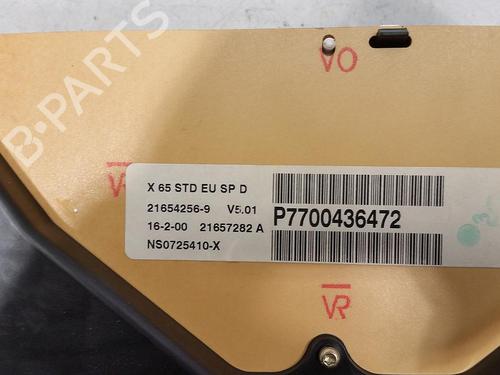 B-PARTS
VO
X 65 STD EU SP D
21654256-9 V5.01
P7700436472
16-2-00 21657282 A
NS0725410-X
VR